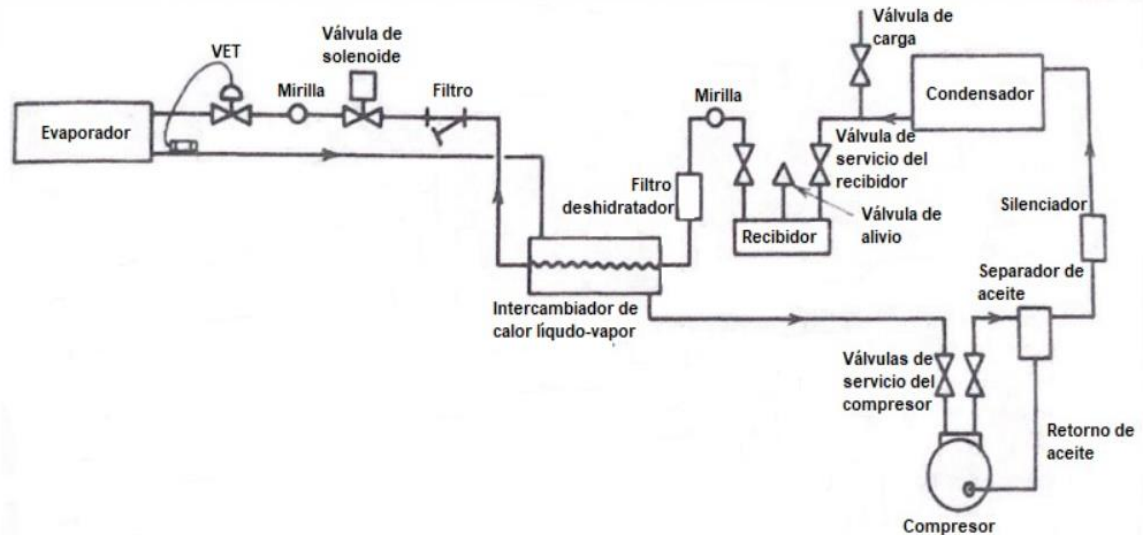 Válvula de
carga
Válvula de
solenoide
VET
Mirilla
Filtro
Mirilla
Condensador
Evaporador
Válvula de
servicio del
recibidor
Filtro
deshidratador
Válvula de
alivio
Silenciador
Recibidor
Separador de
aceite
Intercambiador de
calor líqudo-vapor
Válvulas de
servicio del
compresor
Retorno de
aceite
Compresor